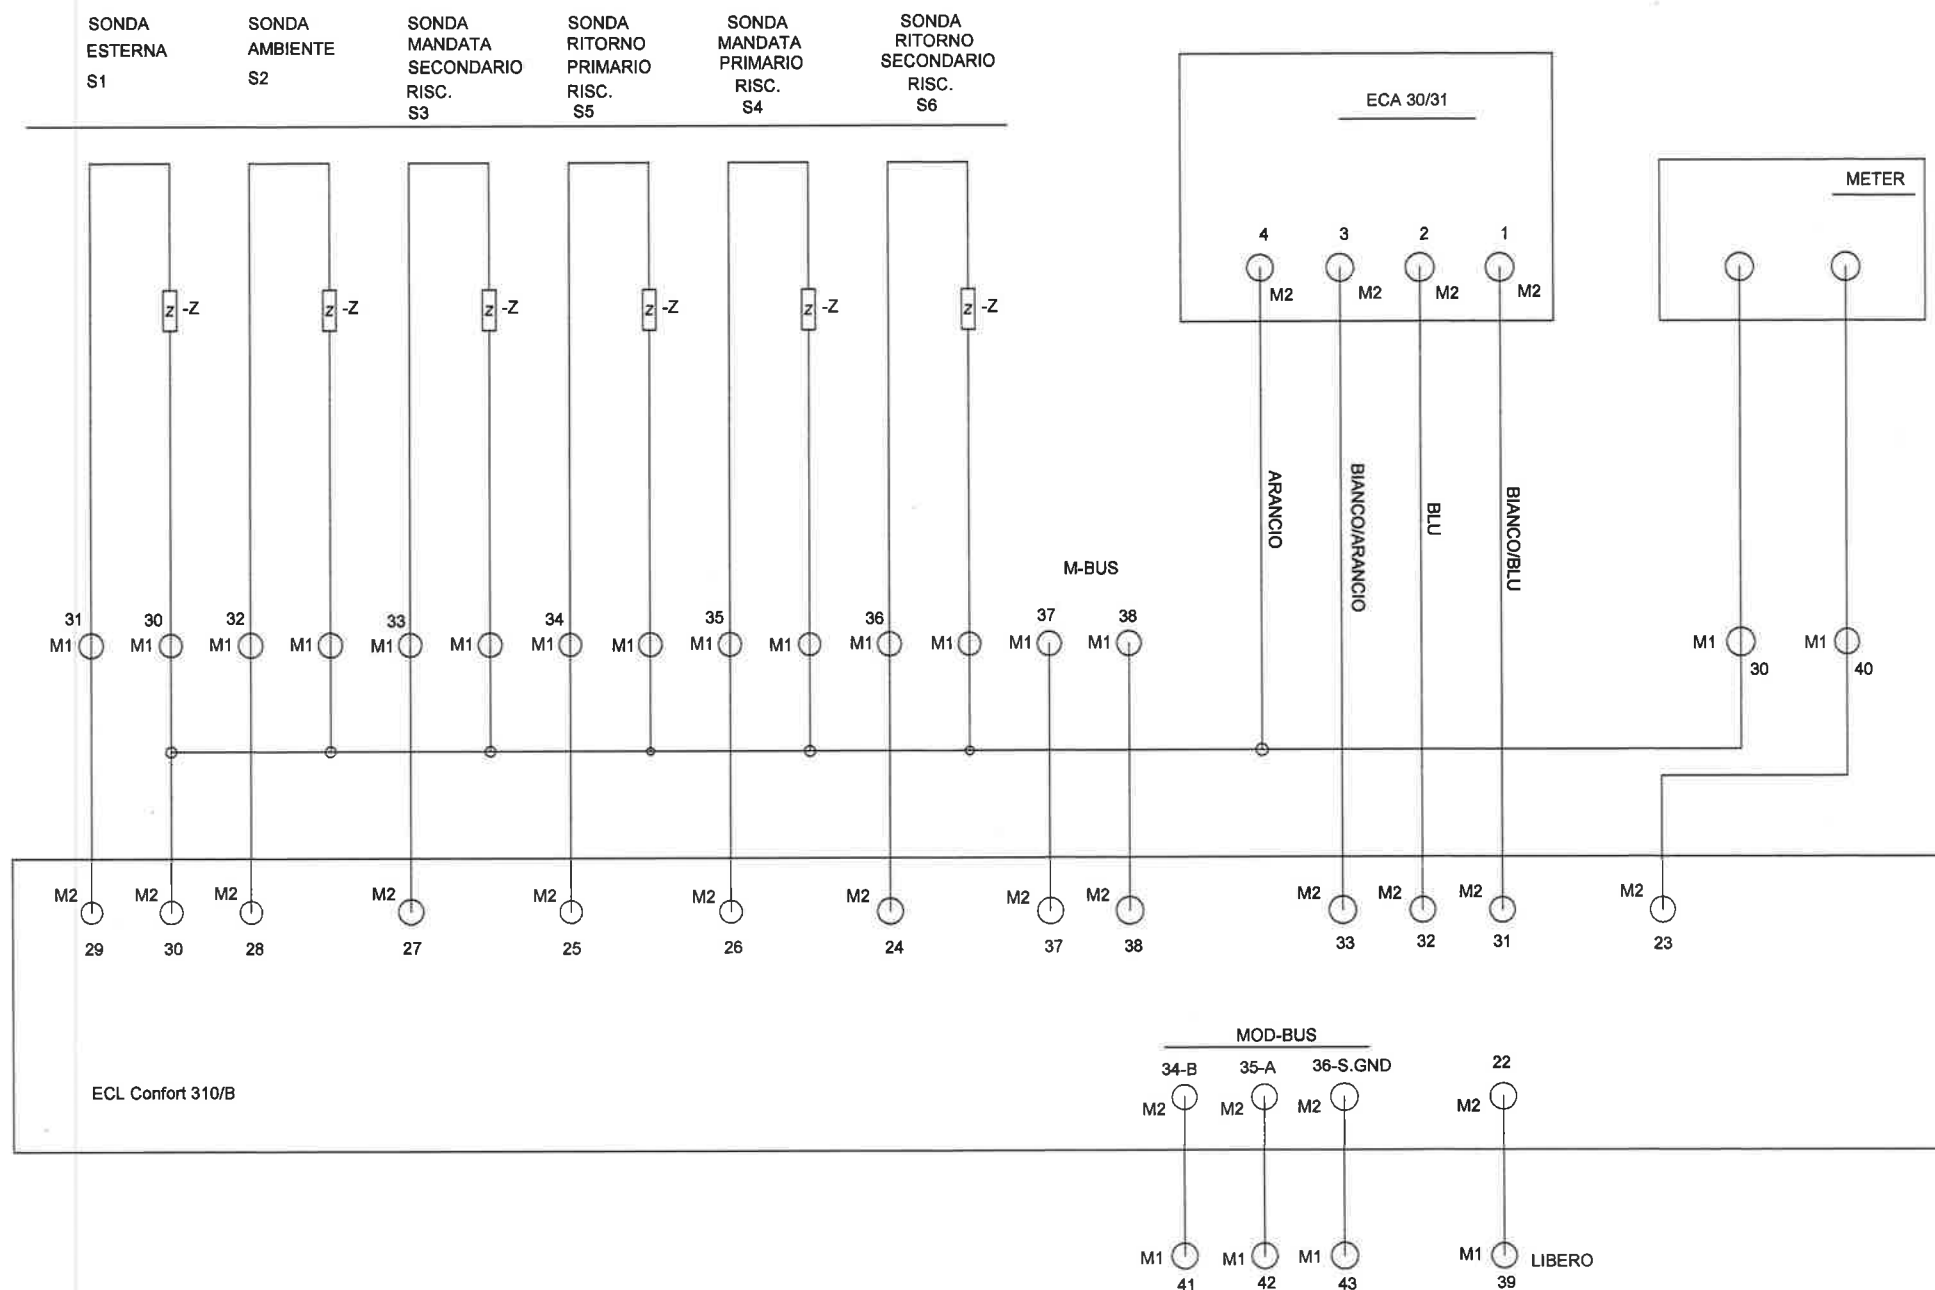 SONDA
ESTERNA
S1
SONDA
AMBIENTE
S2
SONDA
MANDATA
SECONDARIO
RISC.
S3
SONDA
RITORNO
PRIMARIO
RISC.
S5
SONDA
MANDATA
PRIMARIO
RISC.
S4
SONDA
RITORNO
SECONDARIO
RISC.
S6
ECA 30/31
METER
4 3 2 1
M2 M2 M2 M2
Z -Z Z -Z Z -Z Z -Z Z -Z Z -Z
ARANCIO
BIANCO/ARANCIO
BLU
BIANCO/BLU
M-BUS
31 30 32 33 34 35 36 37 38
M1 M1 M1 M1 M1 M1 M1 M1 M1 M1 M1 M1 M1 M1 M1 M1
30 40
M2 M2 M2 M2 M2 M2 M2 M2 M2 M2 M2 M2 M2
29 30 28 27 25 26 24 37 38 33 32 31 23
MOD-BUS
34-B 35-A 36-S.GND 22
M2 M2 M2 M2
ECL Confort 310/B
M1 M1 M1 M1 LIBERO
41 42 43 39